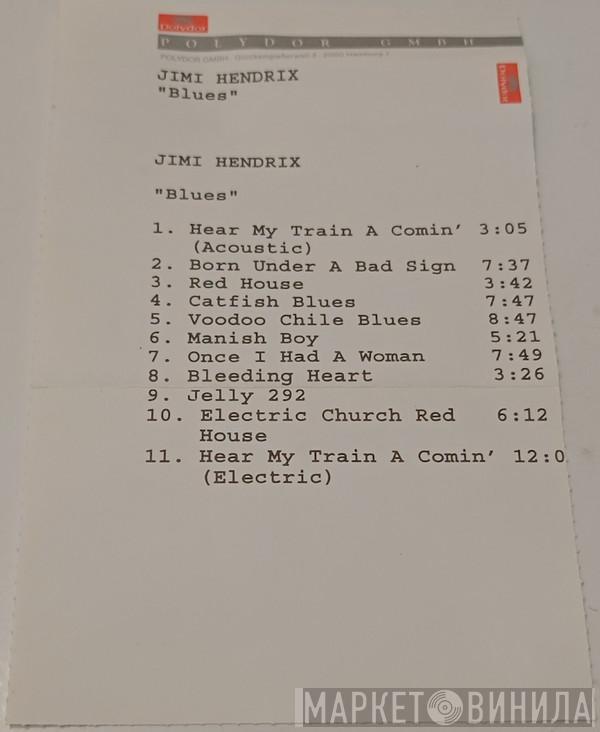 Polydor
POLYDOR GMBH
POLYDOR GMBH
Polydor
JIMI HENDRIX
"Blues"
JIMI HENDRIX
"Blues"
1. Hear My Train A Comin' 3:05
(Acoustic)
2. Born Under A Bad Sign 7:37
3. Red House 3:42
4. Catfish Blues 7:47
5. Voodoo Chile Blues 8:47
6. Manish Boy 5:21
7. Once I Had A Woman 7:49
8. Bleeding Heart 3:26
9. Jelly 292
10. Electric Church Red 6:12
House
11. Hear My Train A Comin' 12:0
(Electric)
МАРКЕТ ВИНИЛА